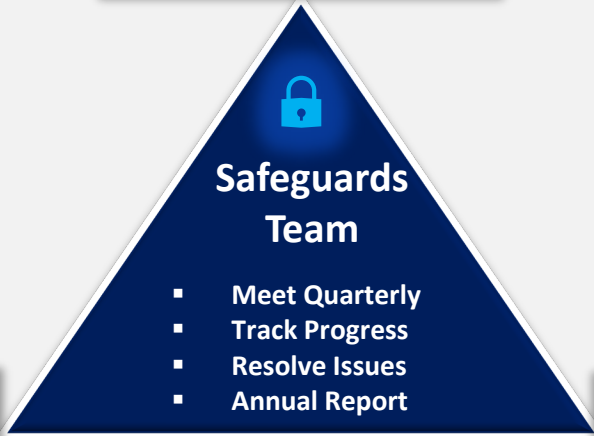 Safeguards
Team
▪ Meet Quarterly
▪ Track Progress
▪ Resolve Issues
▪ Annual Report